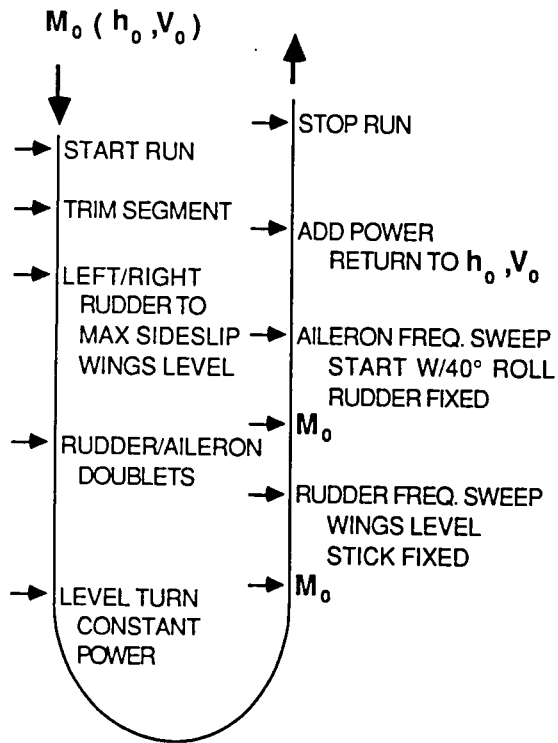 M₀ ( h₀ ,V₀ )
START RUN
TRIM SEGMENT
LEFT/RIGHT
RUDDER TO
MAX SIDESLIP
WINGS LEVEL
RUDDER/AILERON
DOUBLETS
LEVEL TURN
CONSTANT
POWER
M₀
RUDDER FREQ. SWEEP
WINGS LEVEL
STICK FIXED
M₀
AILERON FREQ. SWEEP
START W/40° ROLL
RUDDER FIXED
ADD POWER
RETURN TO h₀ ,V₀
STOP RUN